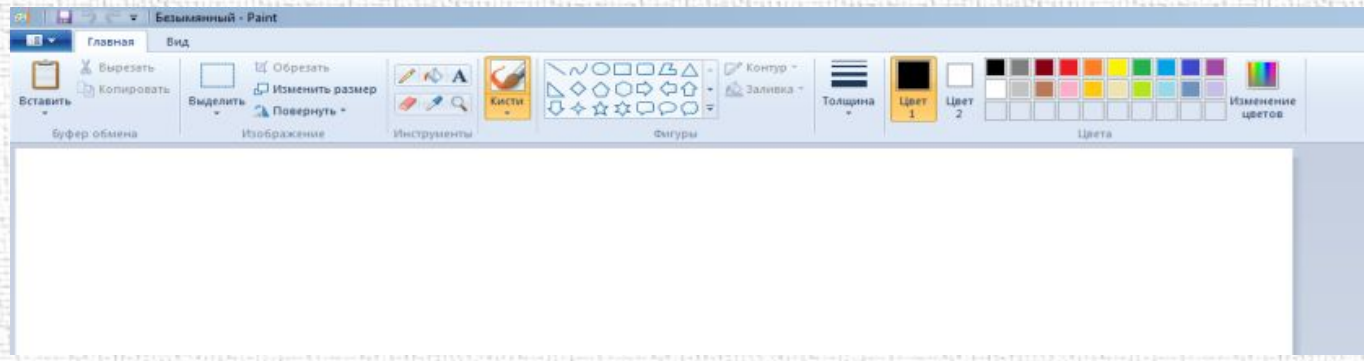 Безымянный - Paint
Главная Вид
Вставить
Вырезать
Копировать
Буфер обмена
Выделить
Обрезать
Изменить размер
Повернуть
Изображение
A
Инструменты
Кисти
Контур
Заливка
Фигуры
Толщина
Цвет
1
Цвет
2
Изменение
цветов
Цвета